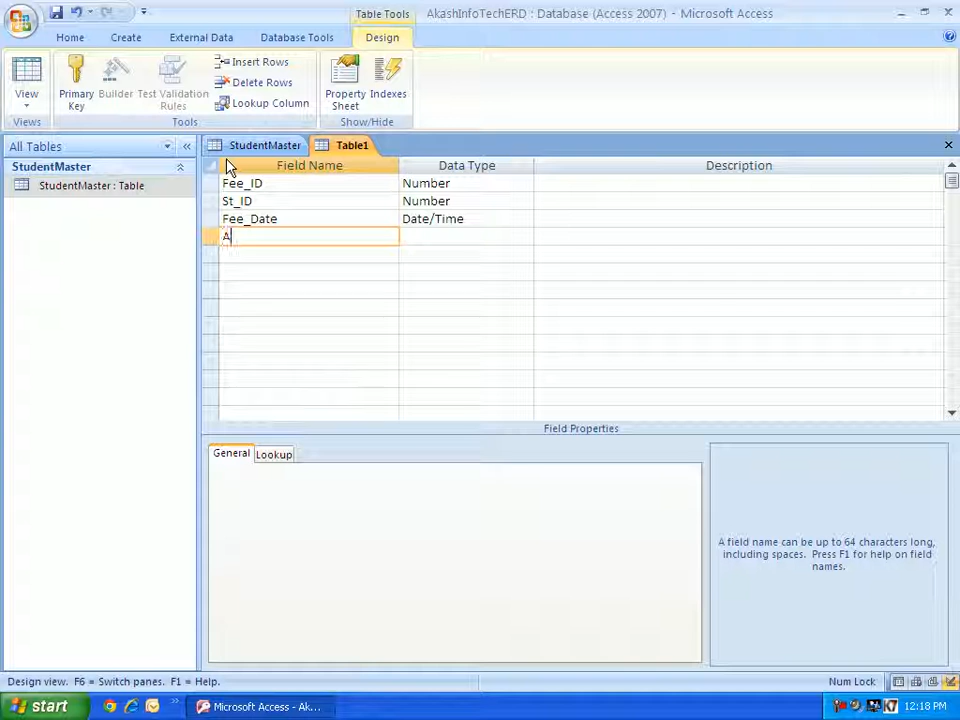 Table Tools
AkashInfoTechERD : Database (Access 2007) - Microsoft Access
Home Create External Data Database Tools Design
View
Primary Key
Builder
Test Validation Rules
Insert Rows
Delete Rows
Lookup Column
Property Sheet
Indexes
Views Tools Show/Hide
All Tables «
StudentMaster Table1
StudentMaster
StudentMaster : Table
Field Name Data Type Description
Fee_ID Number
St_ID Number
Fee_Date Date/Time
A
Field Properties
General Lookup
A field name can be up to 64 characters long,
including spaces. Press F1 for help on field
names.
Design view. F6 = Switch panes. F1 = Help. Num Lock
start » Microsoft Access - Ak... K7 12:18 PM